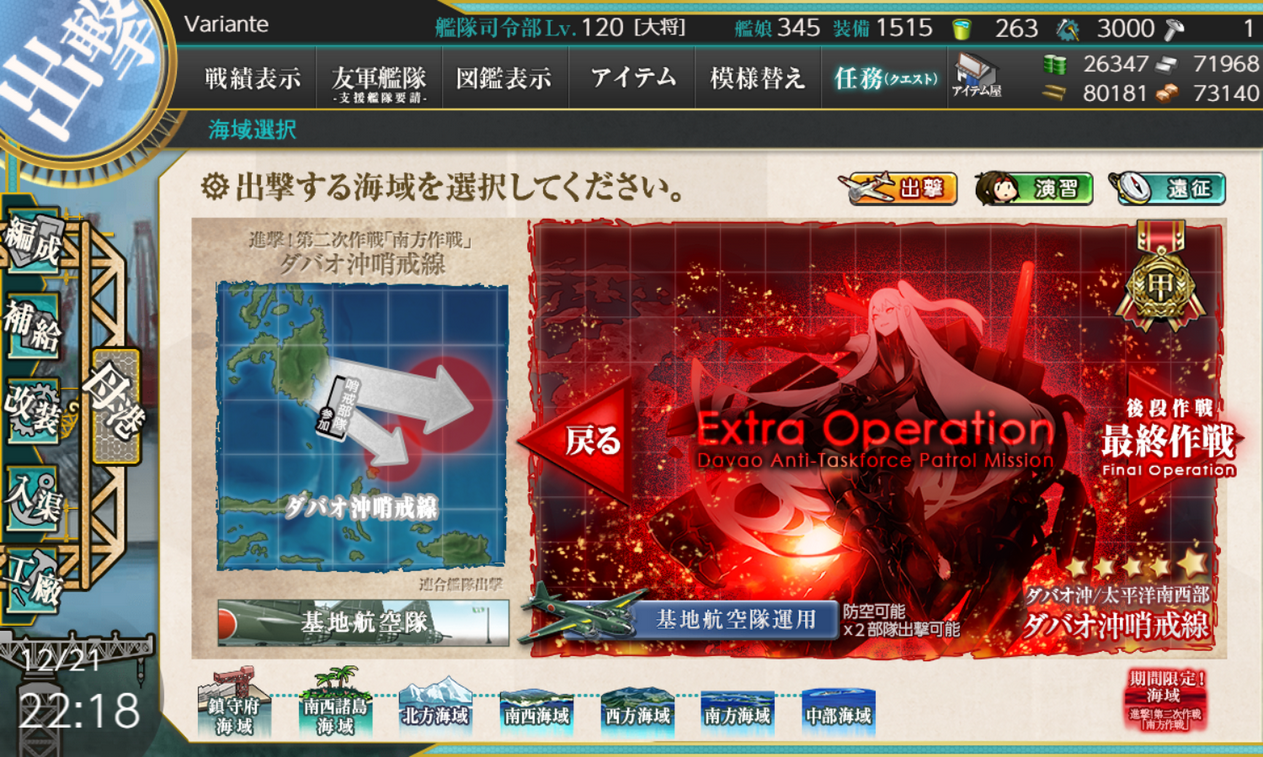 出撃
Variante
艦隊司令部Lv.120 [大将]
艦娘345 装備1515
263
3000
1
戦績表示
友軍艦隊
-支援艦隊要請-
図鑑表示
アイテム
模様替え
任務(クエスト)
アイテム屋
26347
71968
80181
73140
海域選択
出撃する海域を選択してください。
出撃
演習
遠征
編成
補給
改装
入渠
工廠
母港
進撃!第二次作戦「南方作戦」
ダバオ沖哨戒線
哨戒部隊
参加
ダバオ沖哨戒線
連合艦隊出撃
基地航空隊
甲
戻る
Extra Operation
Davao Anti-Taskforce Patrol Mission
後段作戦
最終作戦
Final Operation
基地航空隊運用
防空可能
x2部隊出撃可能
ダバオ沖/太平洋南西部
ダバオ沖哨戒線
12/21
22:18
鎮守府
海域
南西諸島
海域
北方海域
南西海域
西方海域
南方海域
中部海域
期間限定!
海域
進撃!第二次作戦
「南方作戦」